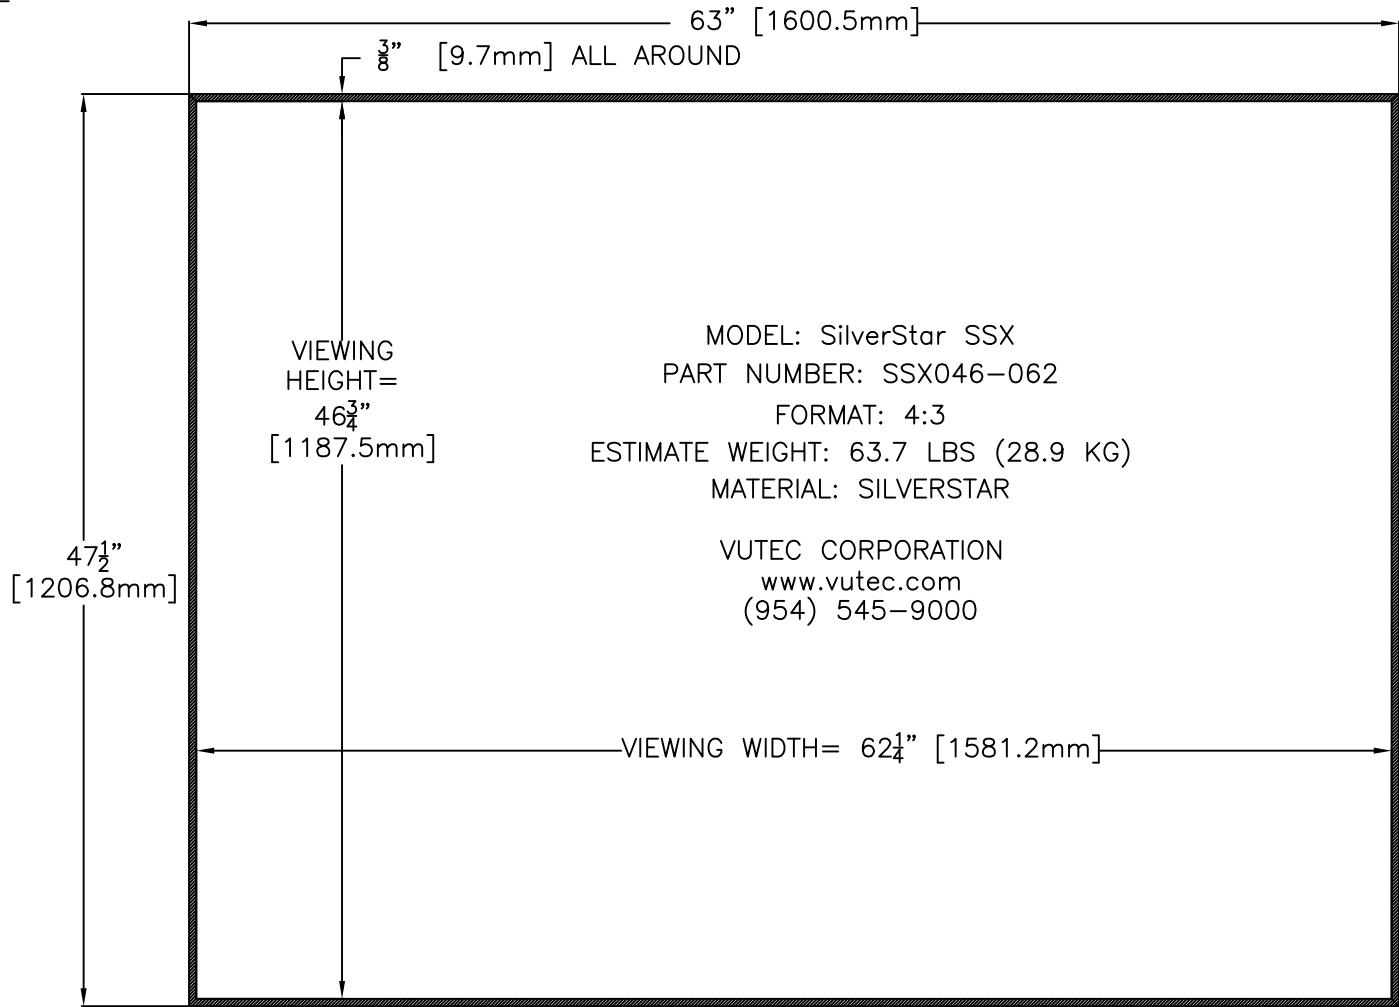 63” [1600.5mm]
3/8” [9.7mm] ALL AROUND
VIEWING
HEIGHT=
46 3/4”
[1187.5mm]
MODEL: SilverStar SSX
PART NUMBER: SSX046-062
FORMAT: 4:3
ESTIMATE WEIGHT: 63.7 LBS (28.9 KG)
MATERIAL: SILVERSTAR
VUTEC CORPORATION
www.vutec.com
(954) 545-9000
47 1/2”
[1206.8mm]
VIEWING WIDTH= 62 1/4” [1581.2mm]